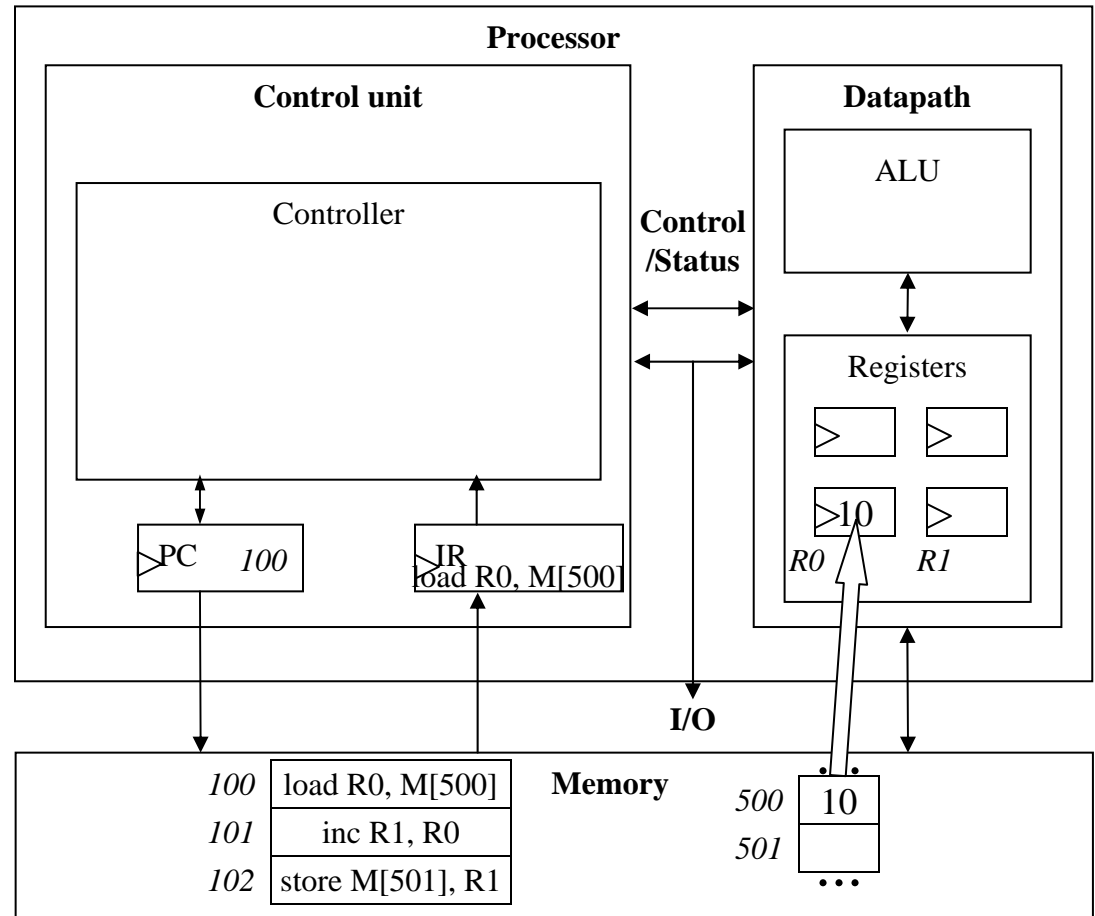 Processor
Control unit
Datapath
ALU
Controller
Control
/Status
Registers
10
R0 R1
PC 100
IR
load R0, M[500]
I/O
Memory
100 load R0, M[500]
101 inc R1, R0
102 store M[501], R1
...
500 10
501
...